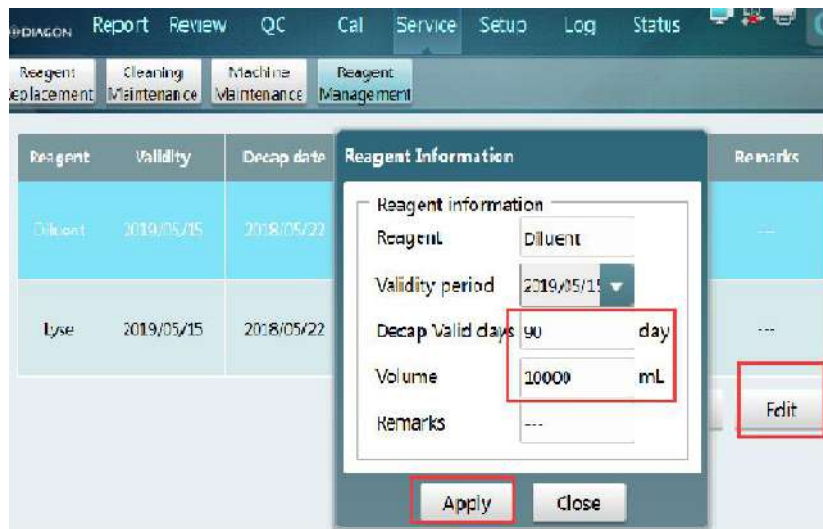 DIAGON Report Review QC Cal Service Setup Log Status
Reagent Cleaning Machine Reagent
eplacement Maintenance Maintenance Management
Reagent Validity Decap date Reagent Information Remarks
Reagent information
Reagent Diluent
Diluent 2019/05/15 2018/05/22 ---
Validity period 2019/05/15
Decap Valid days 90 day
Lyse 2019/05/15 2018/05/22 ---
Volume 10000 mL
Remarks ---
Edit
Apply Close